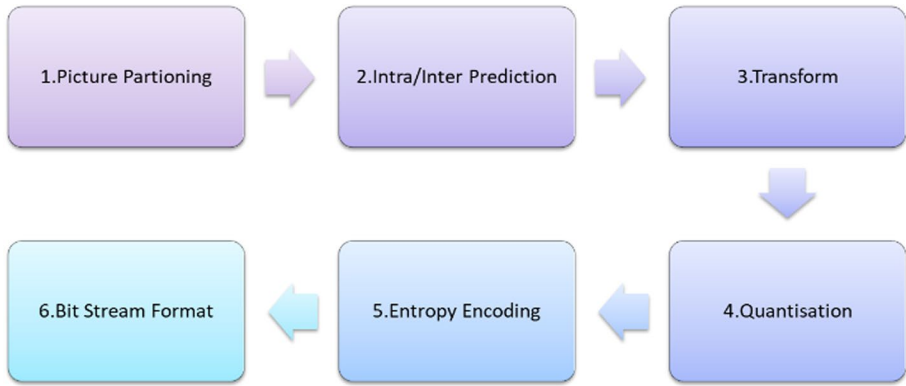 1.Picture Partioning
2.Intra/Inter Prediction
3.Transform
4.Quantisation
5.Entropy Encoding
6.Bit Stream Format